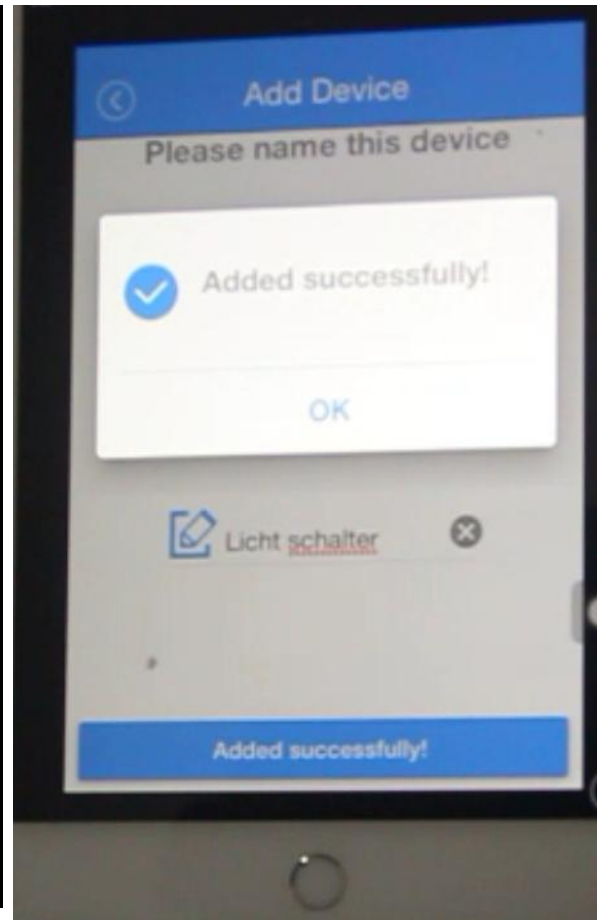 Add Device
Please name this device
Added successfully!
OK
Licht schalter
Added successfully!